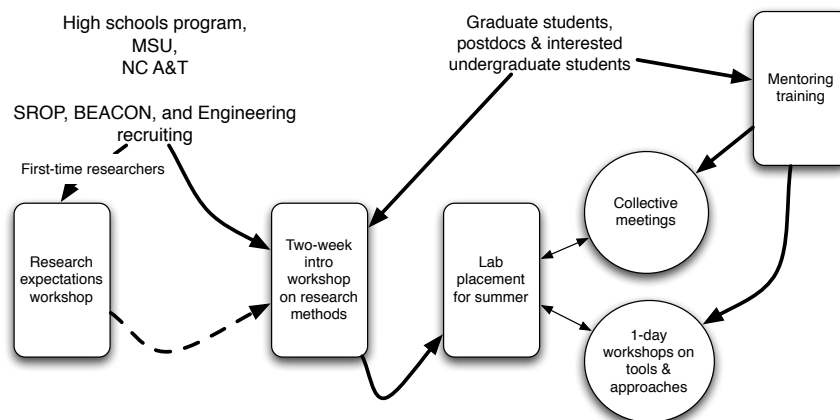 High schools program,
MSU,
NC A&T
SROP, BEACON, and Engineering
recruiting
First-time researchers
Research
expectations
workshop
Two-week
intro
workshop
on research
methods
Graduate students,
postdocs & interested
undergraduate students
Lab
placement
for summer
Mentoring
training
Collective
meetings
1-day
workshops on
tools &
approaches